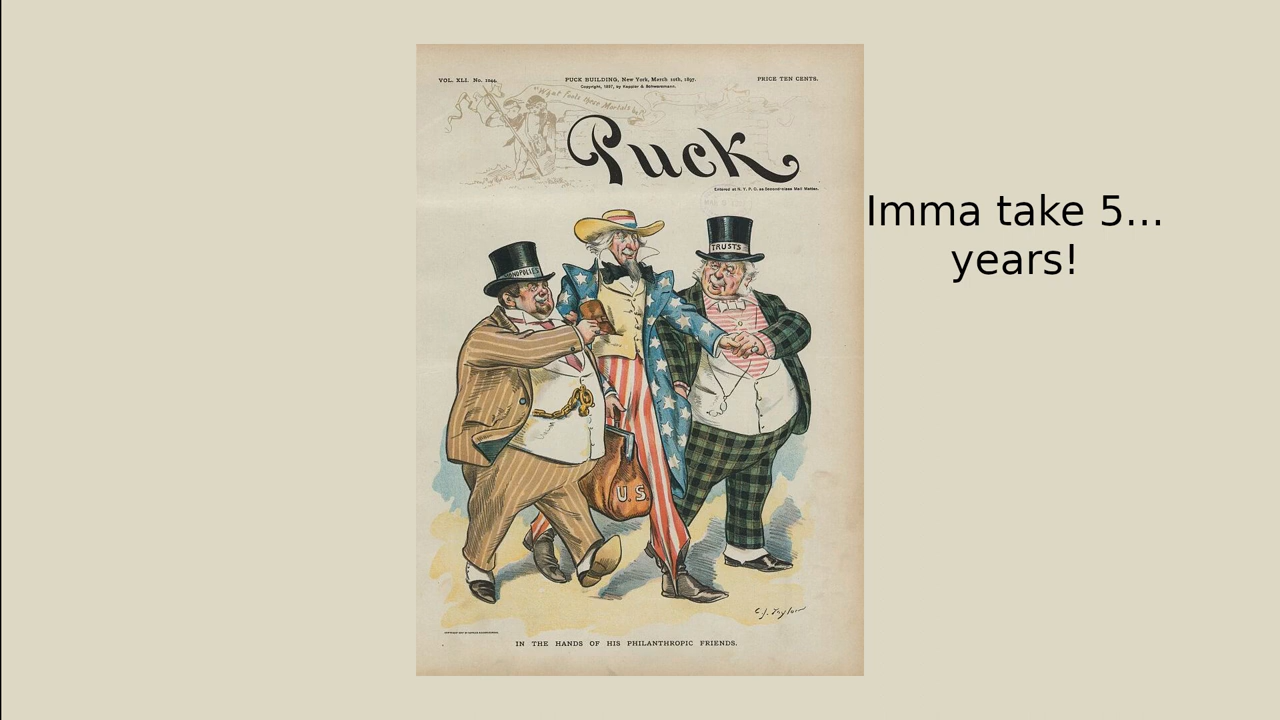 VOL. XLI. No. 1044.
PUCK BUILDING, New York, March 10th, 1897.
PRICE TEN CENTS.
Copyright, 1897, by Keppler & Schwarzmann.
"What fools these Mortals be!"
Puck
Entered at N. Y. P. O. as Second-class Mail Matter.
Imma take 5...
years!
TRUSTS
MONOPOLIES
U.S.
C.J. Taylor
IN THE HANDS OF HIS PHILANTHROPIC FRIENDS.